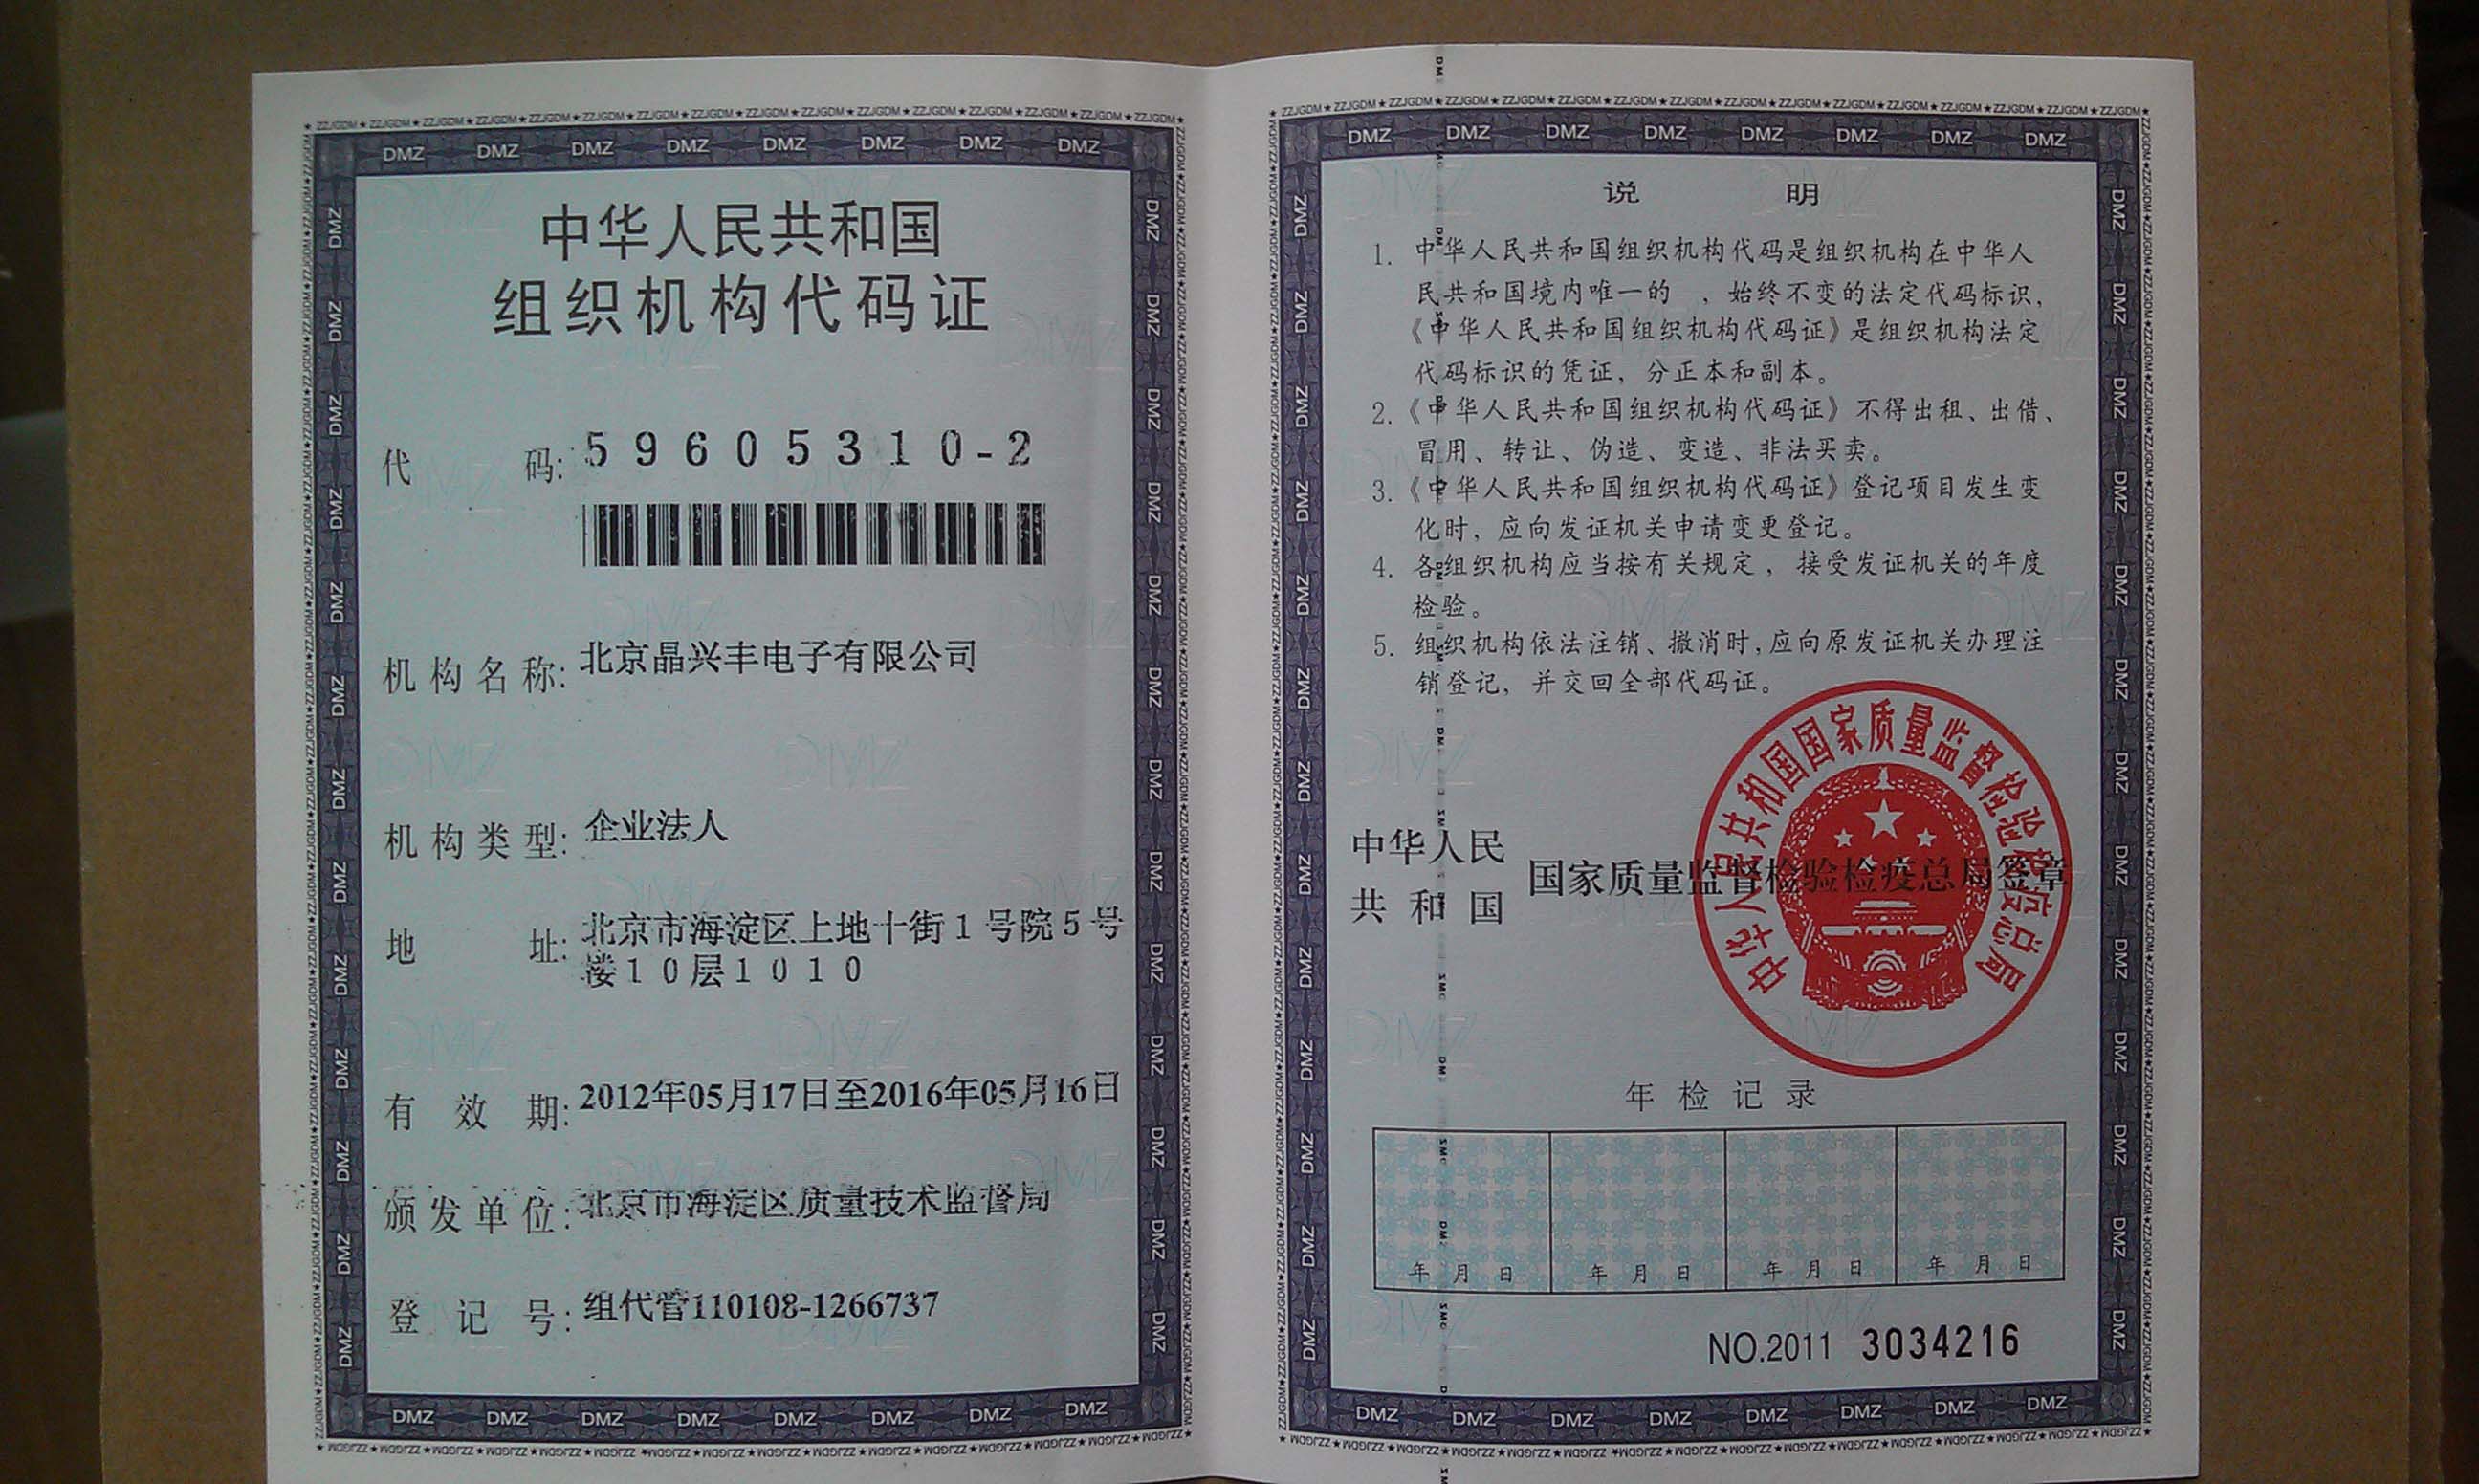 中华人民共和国
组织机构代码证
代 码: 59605310-2
机构名称: 北京晶兴丰电子有限公司
机构类型: 企业法人
地 址: 北京市海淀区上地十街1号院5号
楼10层1010
有 效 期: 2012年05月17日至2016年05月16日
颁发单位: 北京市海淀区质量技术监督局
登 记 号: 组代管110108-1266737
说 明
1. 中华人民共和国组织机构代码是组织机构在中华人
民共和国境内唯一的 ，始终不变的法定代码标识，
《中华人民共和国组织机构代码证》是组织机构法定
代码标识的凭证，分正本和副本。
2.《中华人民共和国组织机构代码证》不得出租、出借、
冒用、转让、伪造、变造、非法买卖。
3.《中华人民共和国组织机构代码证》登记项目发生变
化时，应向发证机关申请变更登记。
4. 各组织机构应当按有关规定，接受发证机关的年度
检验。
5. 组织机构依法注销、撤消时，应向原发证机关办理注
销登记，并交回全部代码证。
中华人民
共和国 国家质量监督检验检疫总局签章
中华人民共和国国家质量监督检验检疫总局
年检记录
年 月 日 年 月 日 年 月 日 年 月 日
NO.2011 3034216